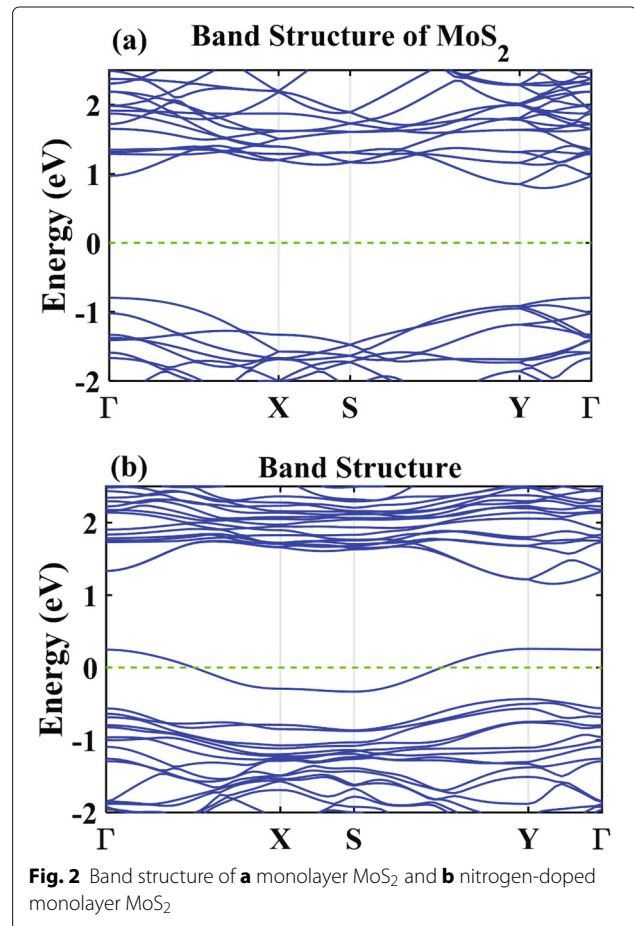 (a) Band Structure of MoS₂
Energy (eV)
2
1
0
-1
-2
Γ X S Y Γ
(b) Band Structure
Energy (eV)
2
1
0
-1
-2
Γ X S Y Γ
Fig. 2 Band structure of a monolayer MoS₂ and b nitrogen-doped
monolayer MoS₂